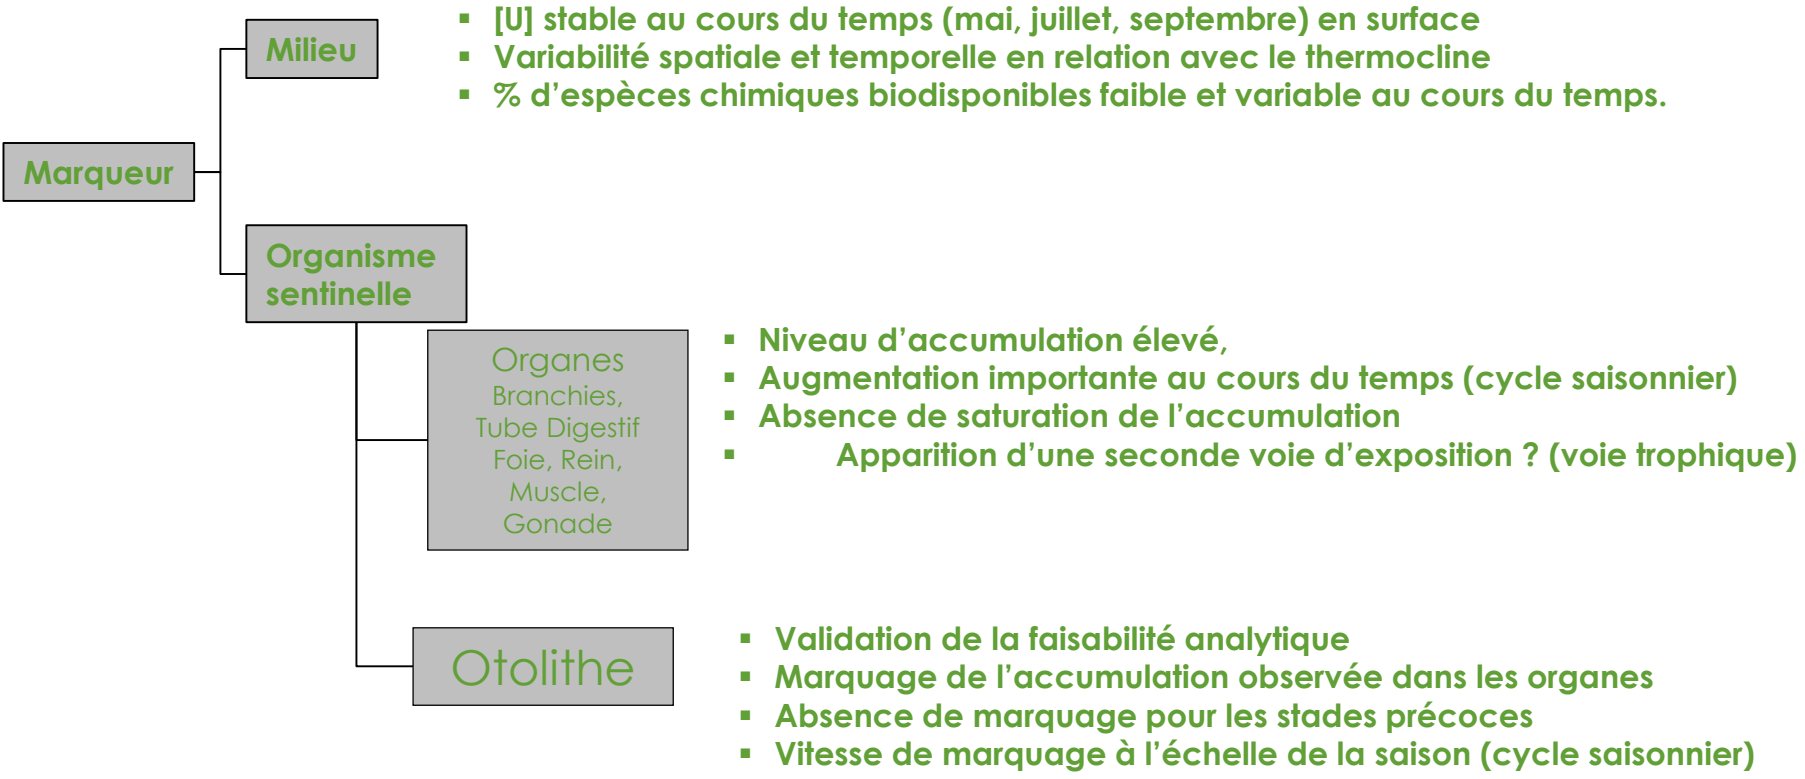 Milieu
▪ [U] stable au cours du temps (mai, juillet, septembre) en surface
▪ Variabilité spatiale et temporelle en relation avec le thermocline
▪ % d’espèces chimiques biodisponibles faible et variable au cours du temps.
Marqueur
Organisme
sentinelle
Organes
Branchies,
Tube Digestif
Foie, Rein,
Muscle,
Gonade
▪ Niveau d’accumulation élevé,
▪ Augmentation importante au cours du temps (cycle saisonnier)
▪ Absence de saturation de l’accumulation
▪ Apparition d’une seconde voie d’exposition ? (voie trophique)
Otolithe
▪ Validation de la faisabilité analytique
▪ Marquage de l’accumulation observée dans les organes
▪ Absence de marquage pour les stades précoces
▪ Vitesse de marquage à l’échelle de la saison (cycle saisonnier)